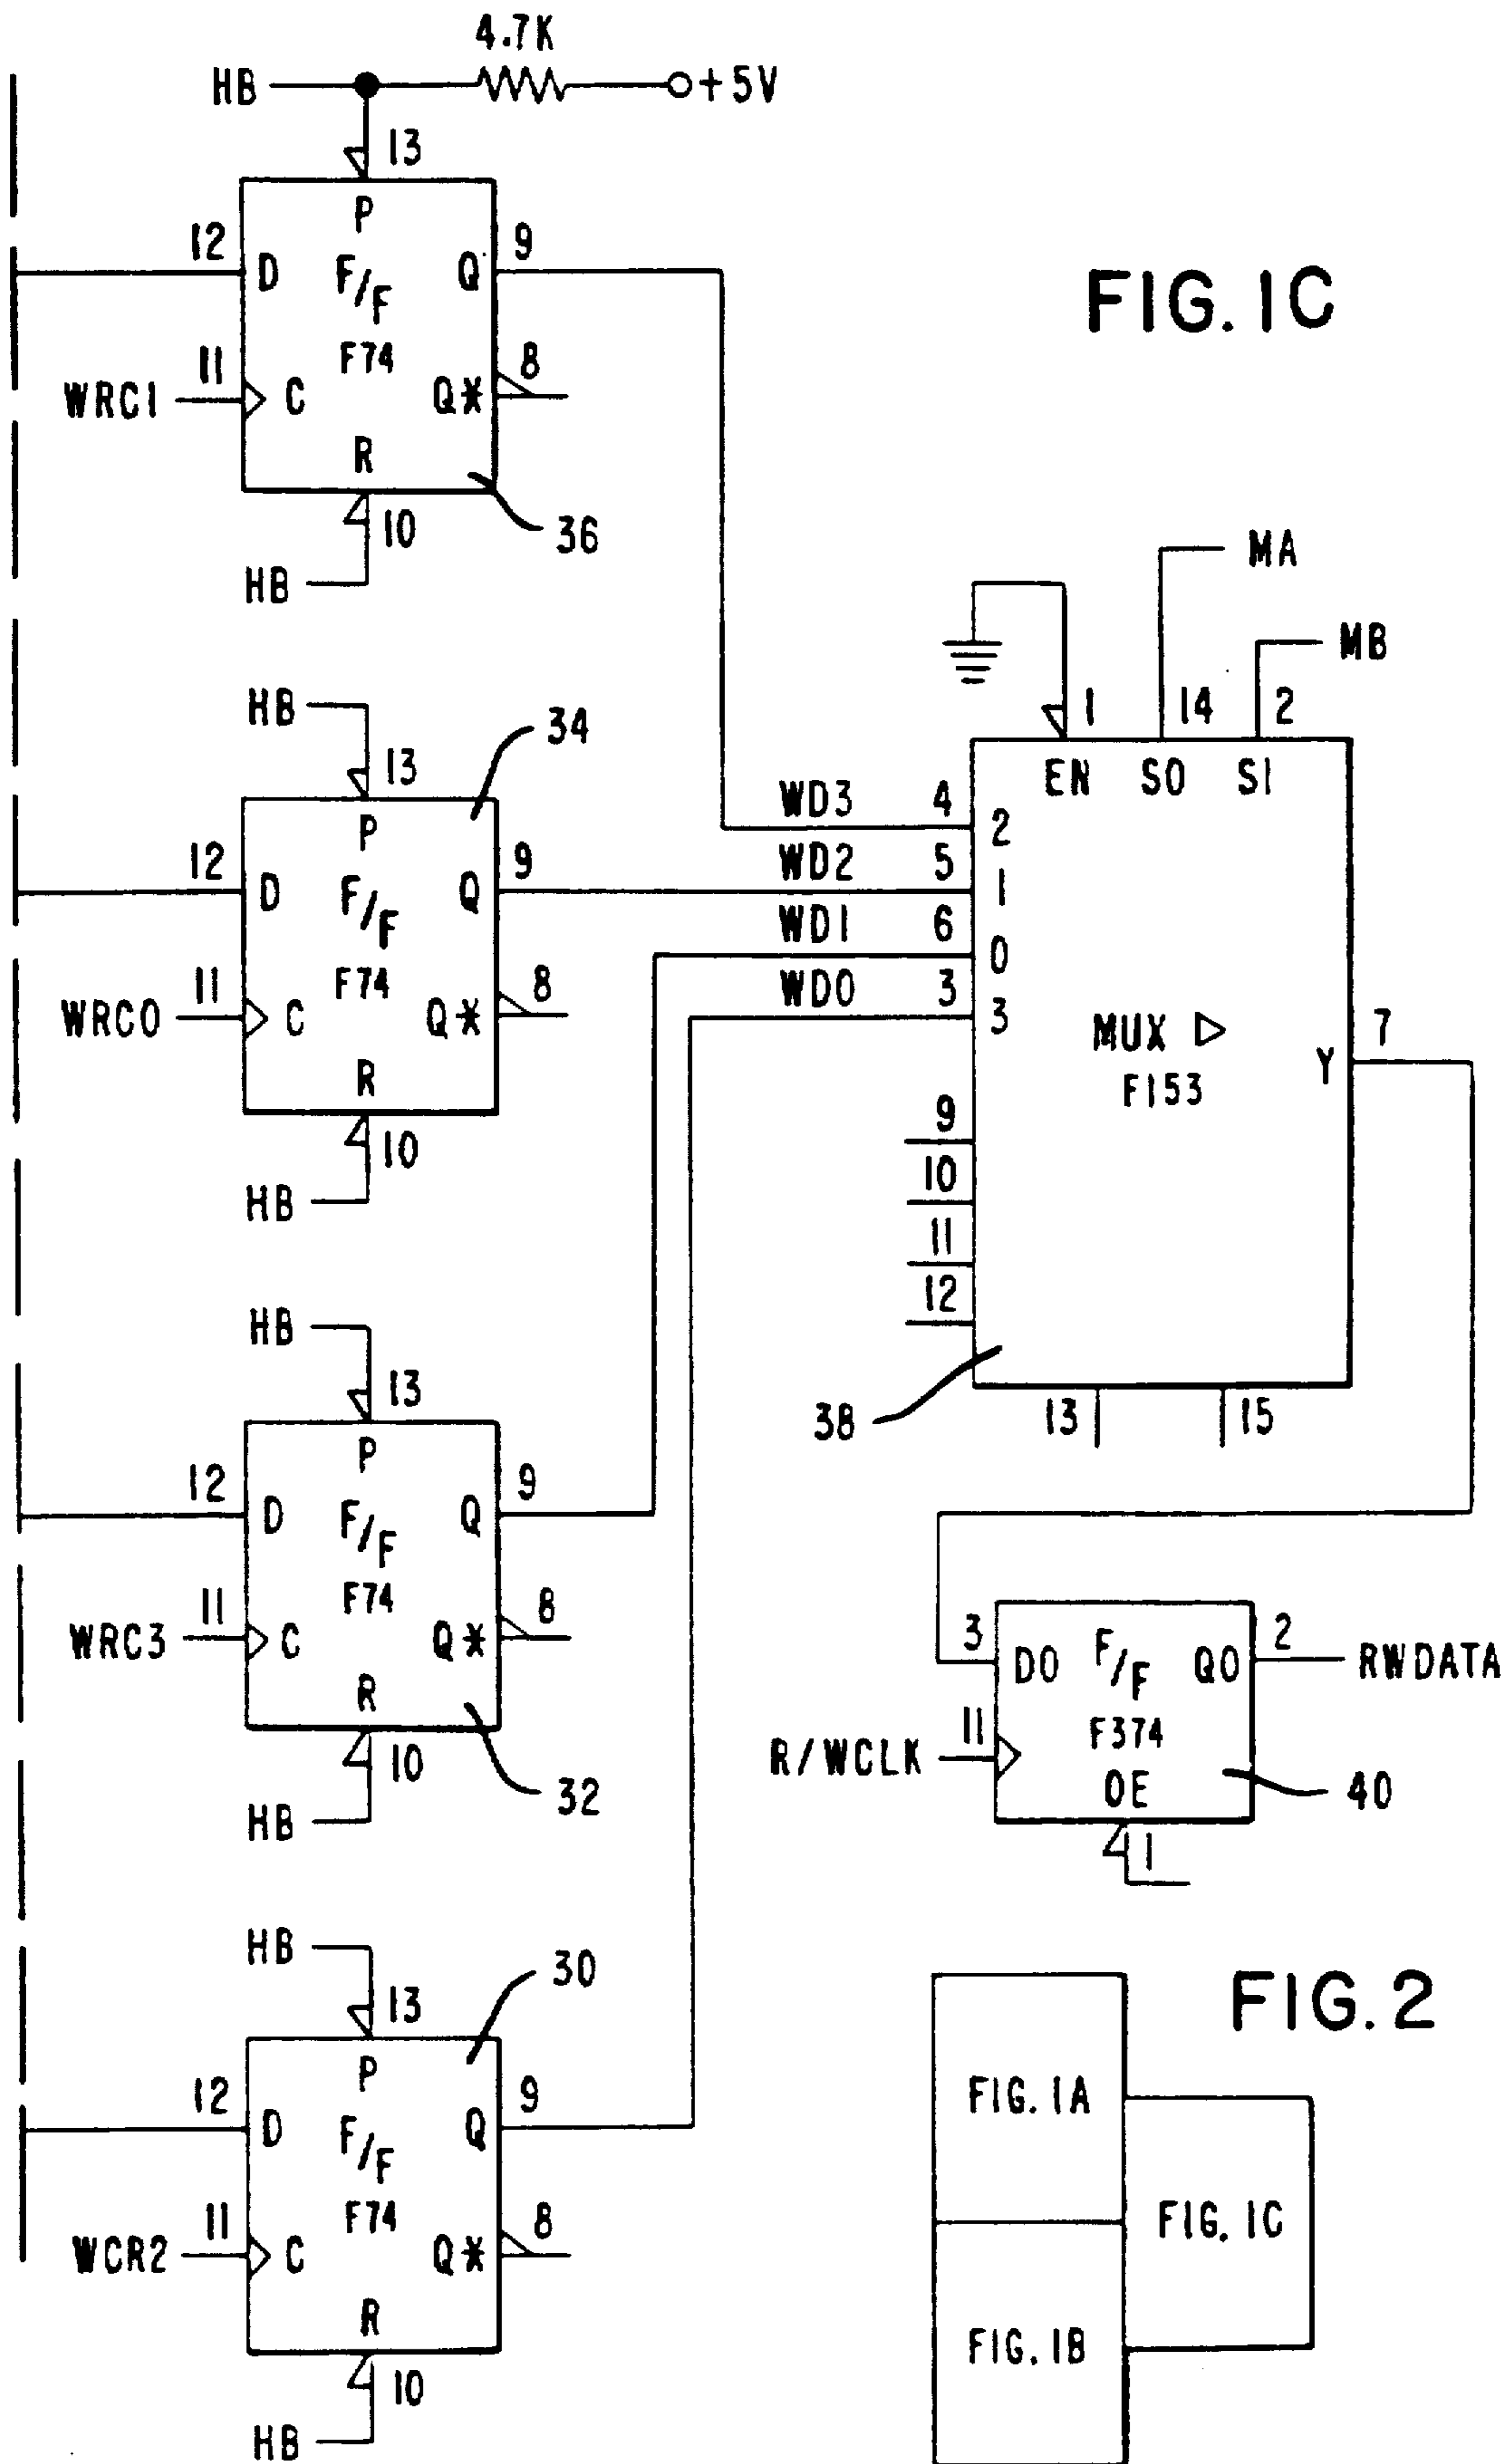 4.7K
HB
+5V
13
P
12
D
F/F
Q
9
F74
11
WRC1
C
Q*
8
R
10
HB
36
FIG. 1C
HB
13
34
P
12
D
F/F
Q
9
F74
11
WRC0
C
Q*
8
R
10
HB
HB
13
P
12
D
F/F
Q
9
F74
11
WRC3
C
Q*
8
R
10
HB
32
HB
13
30
P
12
D
F/F
Q
9
F74
11
WCR2
C
Q*
8
R
10
HB
MA
MB
1
14
2
EN
S0
S1
WD3
4
2
WD2
5
1
WD1
6
0
WD0
3
3
MUX
F153
Y
7
9
10
11
12
38
13
15
3
D0
F/F
Q0
2
RWDATA
R/WCLK
11
F374
OE
40
1
FIG. 2
FIG. 1A
FIG. 1C
FIG. 1B